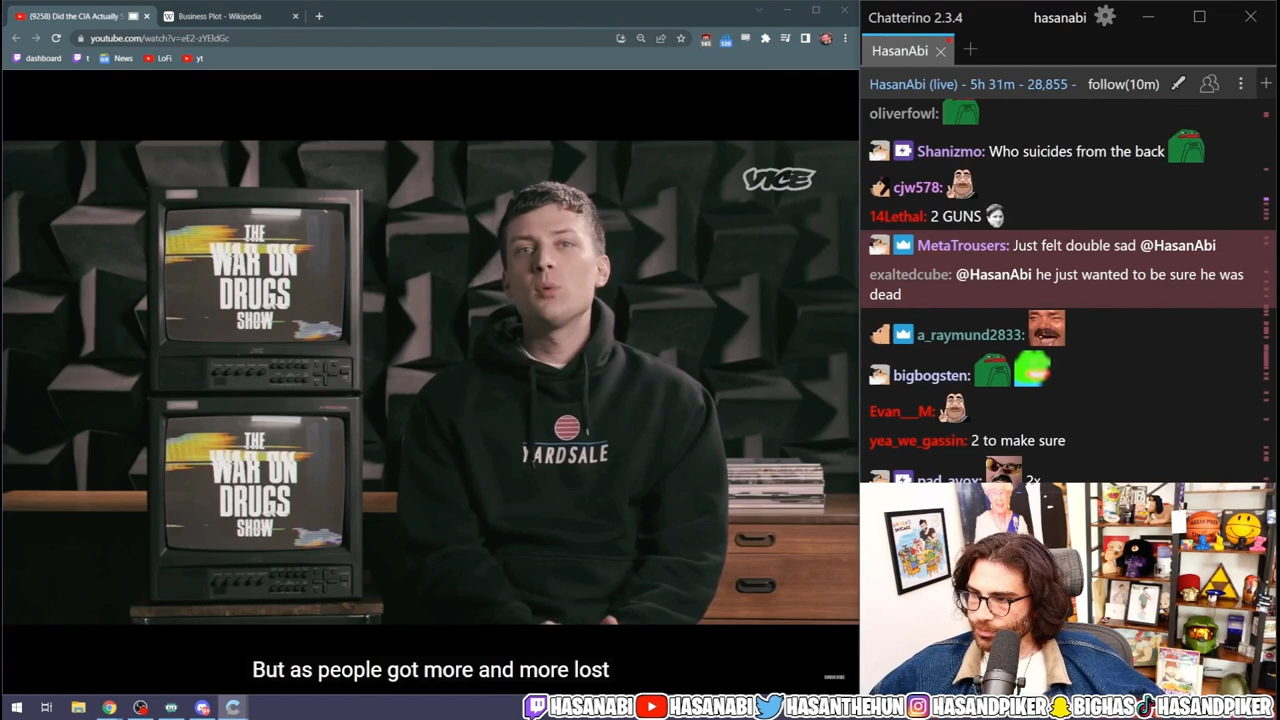 (9258) Did the CIA Actually S
Business Plot - Wikipedia
youtube.com/watch?v=eE2-zYEldGc
dashboard
t
News
LoFi
yt
VICE
THE
WAR ON
DRUGS
SHOW
JVC
THE
WAR ON
DRUGS
SHOW
YARDSALE
But as people got more and more lost
SUBSCRIBE
Chatterino 2.3.4
hasanabi
HasanAbi
HasanAbi (live) - 5h 31m - 28,855 -
follow(10m)
oliverfowl:
Shanizmo: Who suicides from the back
cjw578:
14Lethal: 2 GUNS
MetaTrousers: Just felt double sad @HasanAbi
exaltedcube: @HasanAbi he just wanted to be sure he was
dead
a_raymund2833:
bigbogsten:
Evan__M:
yea_we_gassin: 2 to make sure
2x
HASANABI HASANABI HASANTHEHUN HASANDPIKER BIGHAS HASANDPIKER